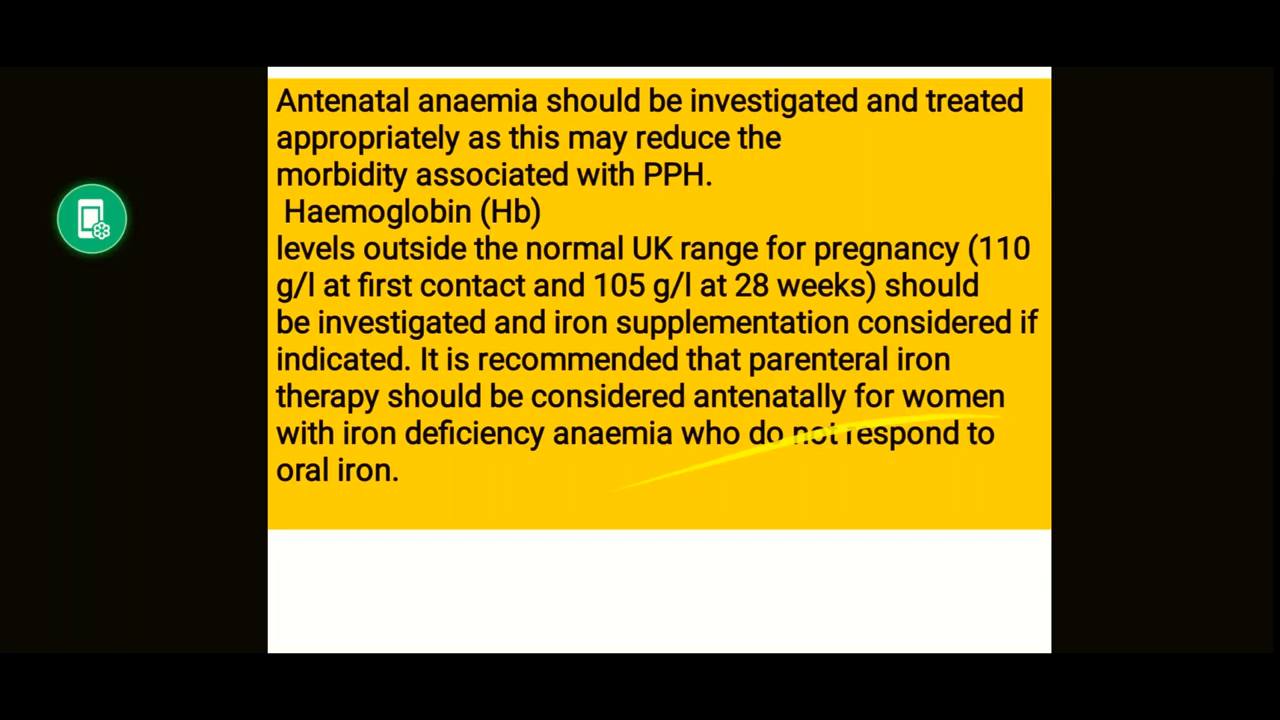 Antenatal anaemia should be investigated and treated
appropriately as this may reduce the
morbidity associated with PPH.
Haemoglobin (Hb)
levels outside the normal UK range for pregnancy (110
g/l at first contact and 105 g/l at 28 weeks) should
be investigated and iron supplementation considered if
indicated. It is recommended that parenteral iron
therapy should be considered antenatally for women
with iron deficiency anaemia who do not respond to
oral iron.